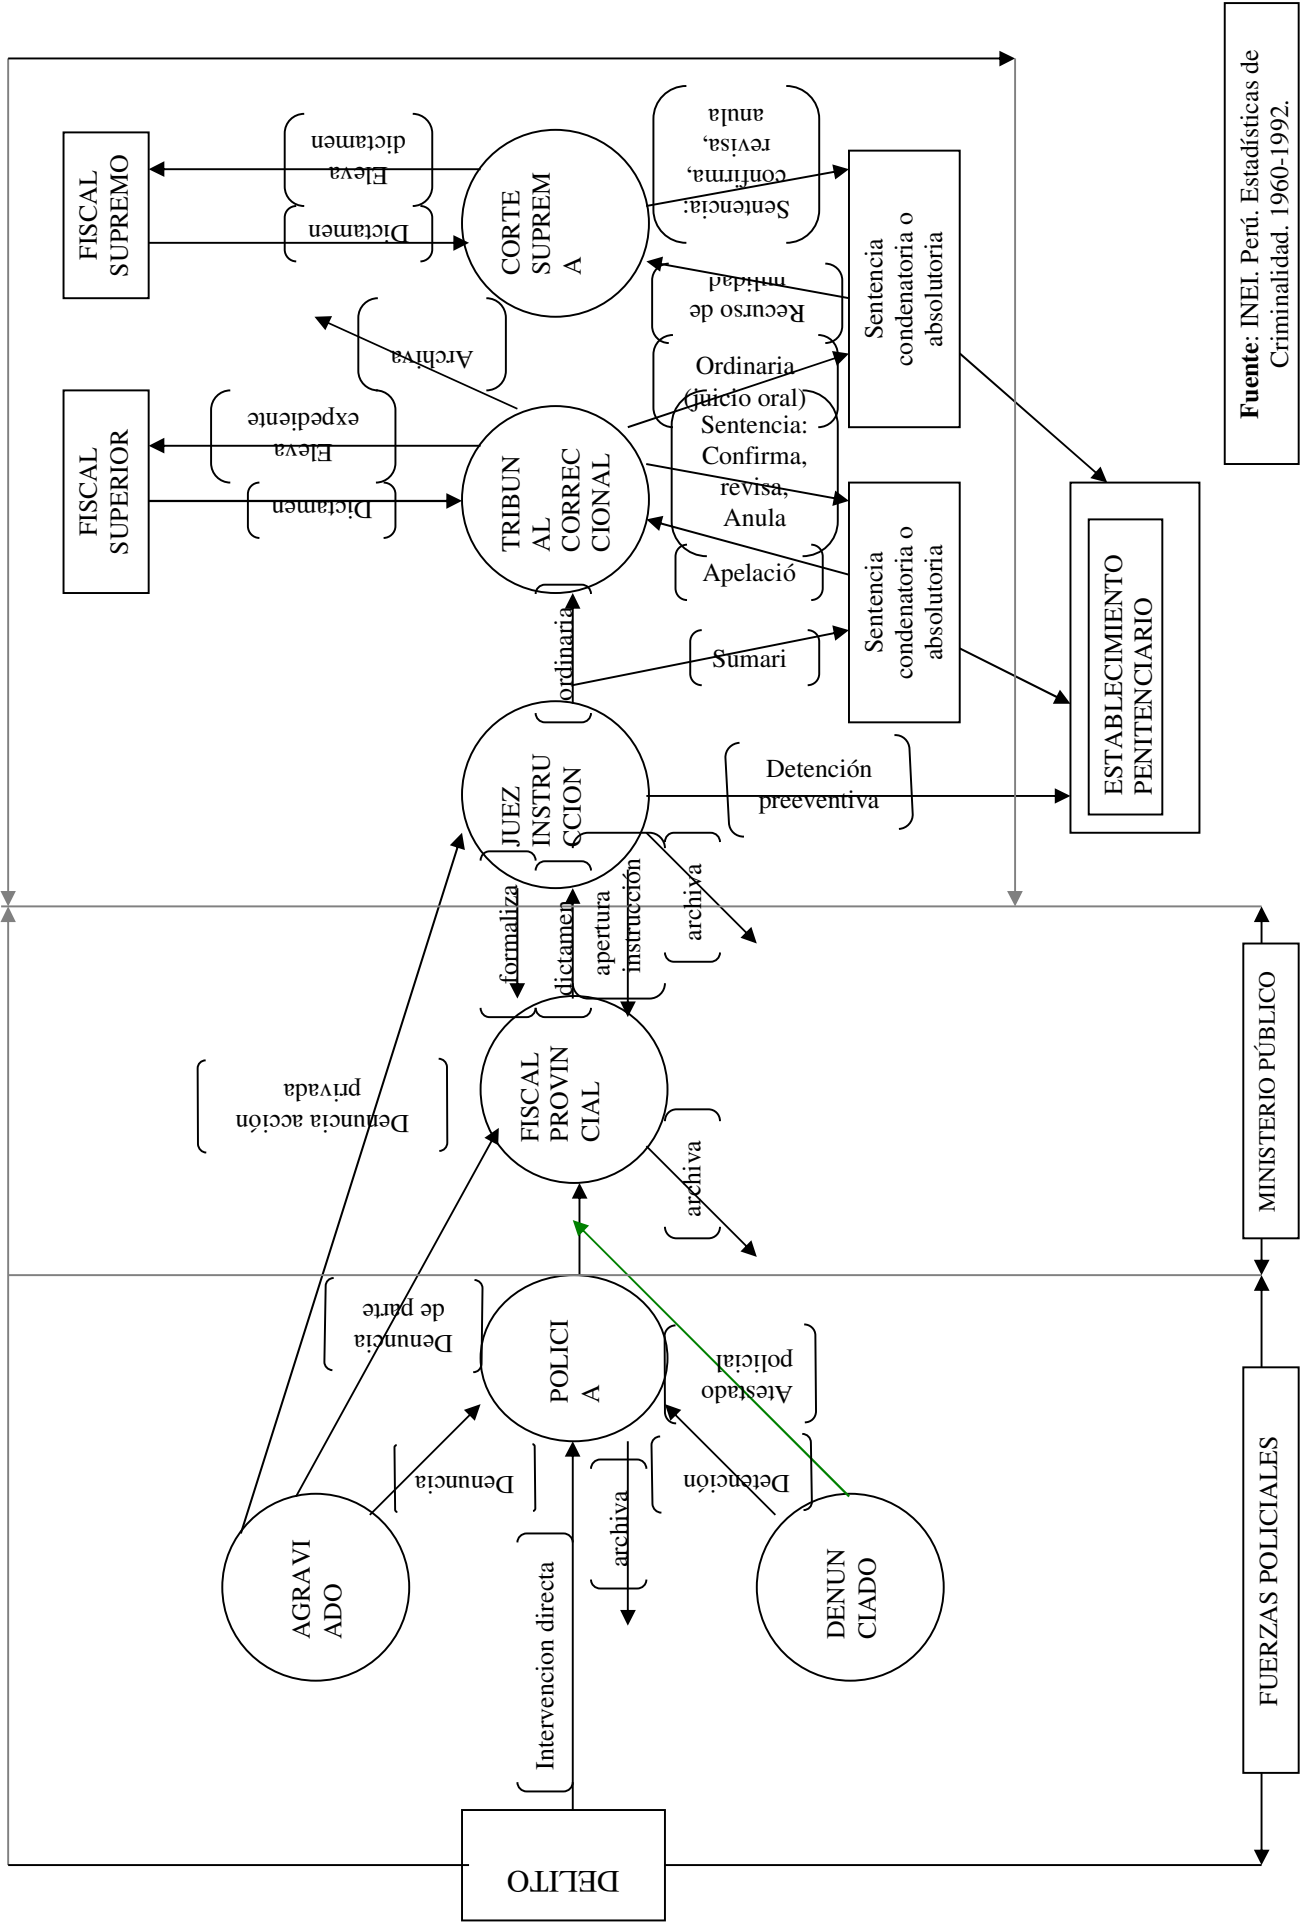 FISCAL
SUPREMO
Eleva
dictamen
Dictamen
CORTE
SUPREM
A
Sentencia:
confirma,
revisa,
anula
Recurso de
nulidad
Sentencia
condenatoria o
absolutoria
Fuente: INEI. Perú. Estadísticas de
Criminalidad. 1960-1992.
FISCAL
SUPERIOR
Eleva
expediente
Dictamen
Archiva
TRIBUN
AL
CORREC
CIONAL
Ordinaria
(juicio oral)
Sentencia:
Confirma,
revisa,
Anula
Apelació
Sumari
ordinaria
Sentencia
condenatoria o
absolutoria
ESTABLECIMIENTO
PENITENCIARIO
JUEZ
INSTRU
CCION
Detención
preeventiva
formaliza
dictamen
apertura
instrucción
archiva
Denuncia acción
privada
FISCAL
PROVIN
CIAL
archiva
MINISTERIO PÚBLICO
Denuncia
de parte
POLICI
A
Atestado
policial
Denuncia
Detención
archiva
Intervencion directa
AGRAVI
ADO
DENUN
CIADO
FUERZAS POLICIALES
DELITO